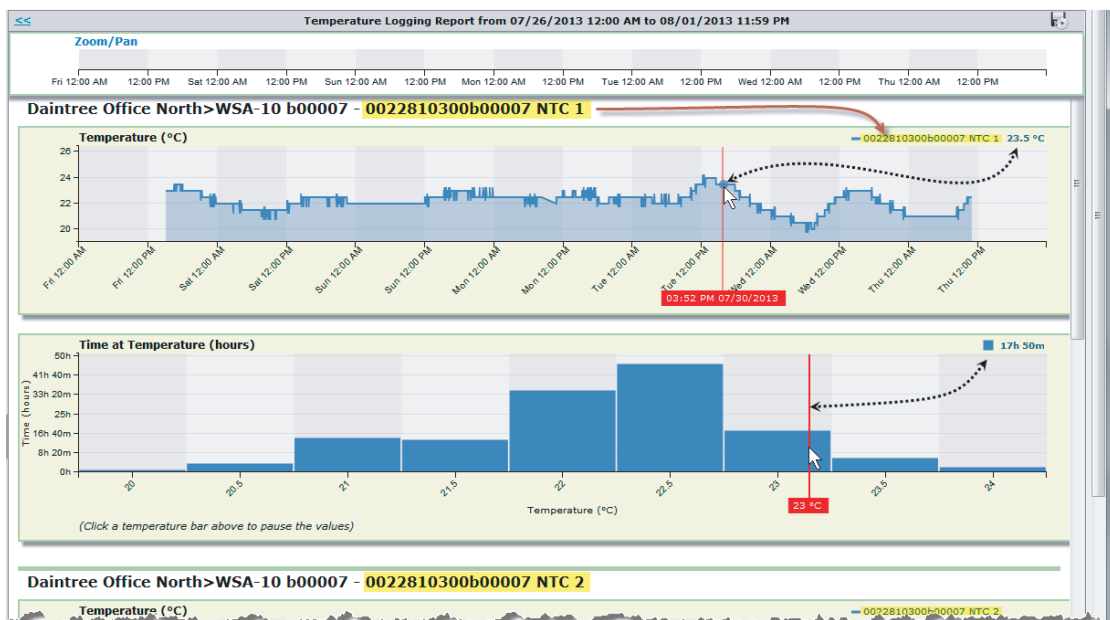 <<
Temperature Logging Report from 07/26/2013 12:00 AM to 08/01/2013 11:59 PM
Zoom/Pan
Fri 12:00 AM 12:00 PM Sat 12:00 AM 12:00 PM Sun 12:00 AM 12:00 PM Mon 12:00 AM 12:00 PM Tue 12:00 AM 12:00 PM Wed 12:00 AM 12:00 PM Thu 12:00 AM 12:00 PM
Daintree Office North>WSA-10 b00007 - 0022810300b00007 NTC 1
Temperature (°C)
0022810300b00007 NTC 1 23.5 °C
26
24
22
20
Fri 12:00 AM Fri 12:00 PM Sat 12:00 AM Sat 12:00 PM Sun 12:00 AM Sun 12:00 PM Mon 12:00 AM Mon 12:00 PM Tue 12:00 AM Tue 12:00 PM Wed 12:00 AM Wed 12:00 PM Thu 12:00 AM Thu 12:00 PM
03:52 PM 07/30/2013
Time at Temperature (hours)
17h 50m
Time (hours)
50h
41h 40m
33h 20m
25h
16h 40m
8h 20m
0h
20 20.5 21 21.5 22 22.5 23 23.5 24
23 °C
Temperature (°C)
(Click a temperature bar above to pause the values)
Daintree Office North>WSA-10 b00007 - 0022810300b00007 NTC 2
Temperature (°C)
0022810300b00007 NTC 2